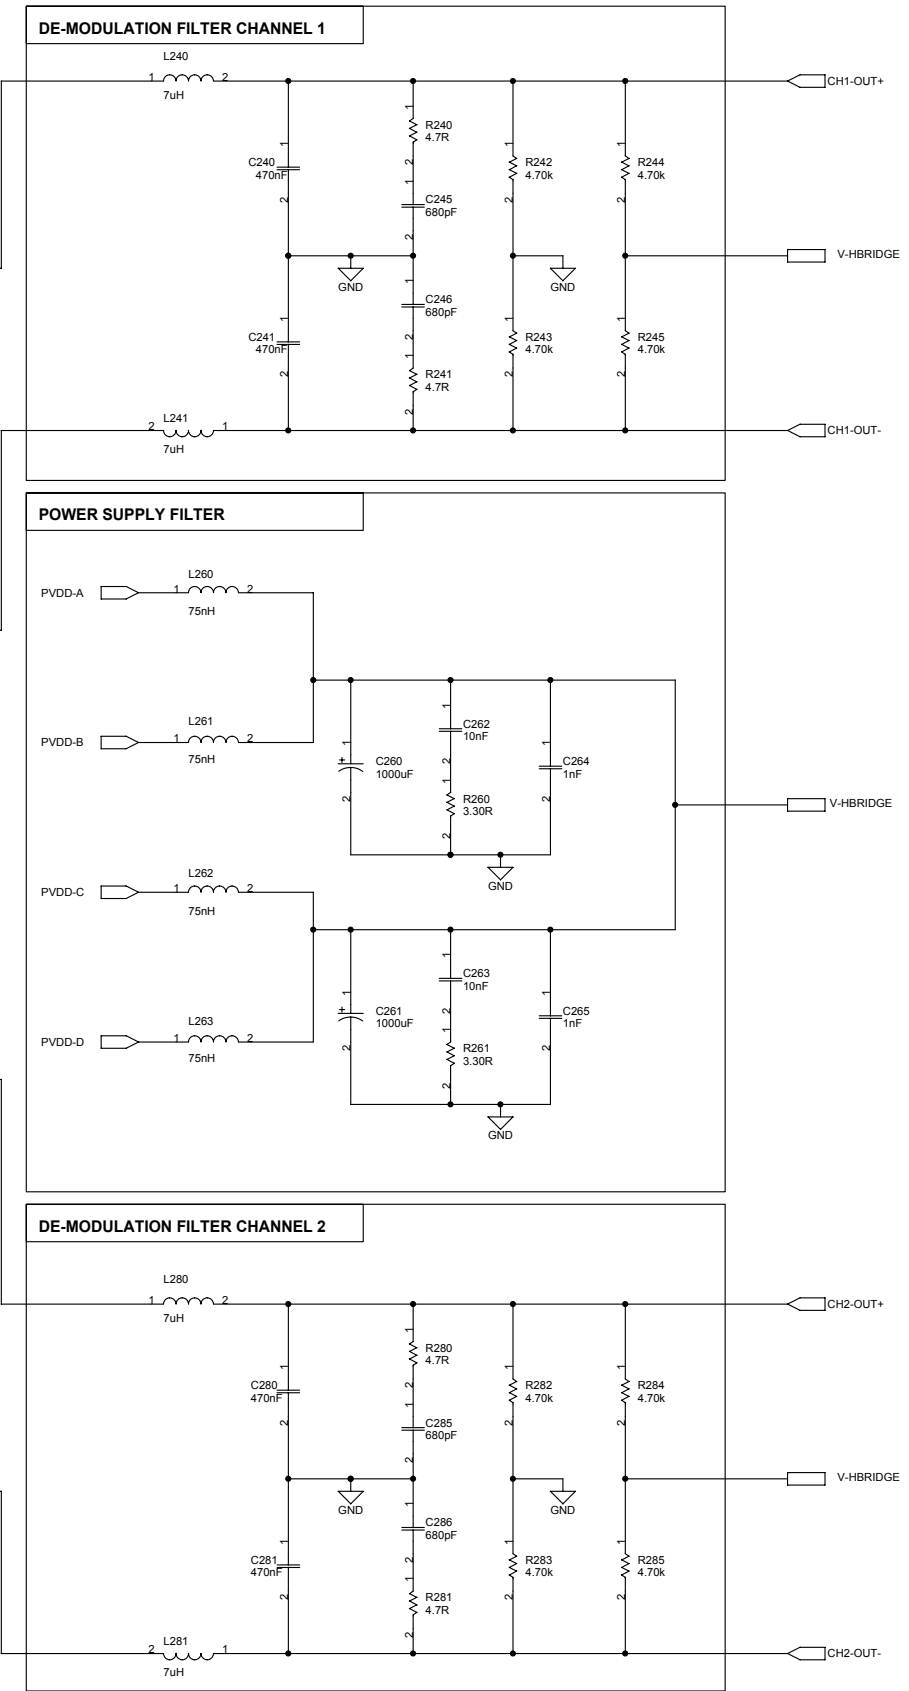 DE-MODULATION FILTER CHANNEL 1
L240
1 2
7uH
CH1-OUT+
1
R240
4.7R
2
1
C240
470nF
2
1
C245
680pF
2
1
R242
4.70k
2
1
R244
4.70k
2
GND
GND
V-HBRIDGE
1
C241
470nF
2
1
C246
680pF
2
1
R241
4.7R
2
1
R243
4.70k
2
1
R245
4.70k
2
L241
2 1
7uH
CH1-OUT-
POWER SUPPLY FILTER
PVDD-A
L260
1 2
75nH
PVDD-B
L261
1 2
75nH
1
+
C260
1000uF
2
1
C262
10nF
2
1
R260
3.30R
2
1
C264
1nF
2
V-HBRIDGE
GND
PVDD-C
L262
1 2
75nH
PVDD-D
L263
1 2
75nH
1
+
C261
1000uF
2
1
C263
10nF
2
1
R261
3.30R
2
1
C265
1nF
2
GND
DE-MODULATION FILTER CHANNEL 2
L280
1 2
7uH
CH2-OUT+
1
R280
4.7R
2
1
C280
470nF
2
1
C285
680pF
2
1
R282
4.70k
2
1
R284
4.70k
2
GND
GND
V-HBRIDGE
1
C281
470nF
2
1
C286
680pF
2
1
R281
4.7R
2
1
R283
4.70k
2
1
R285
4.70k
2
L281
2 1
7uH
CH2-OUT-